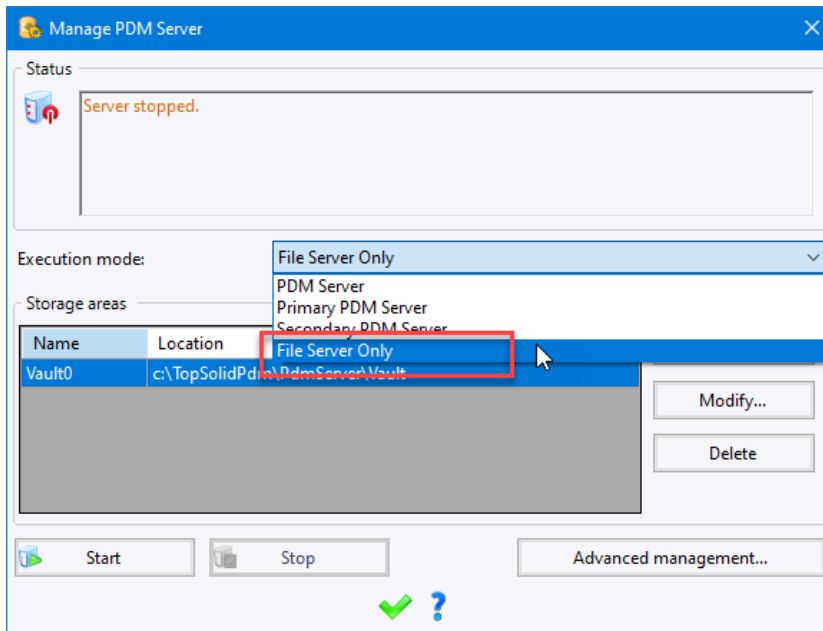 Manage PDM Server
Status
Server stopped.
Execution mode:
File Server Only
PDM Server
Primary PDM Server
Secondary PDM Server
File Server Only
Storage areas
Name Location
Vault0 c:\TopSolidPdm\PdmServer\Vault
Modify...
Delete
Start Stop Advanced management...